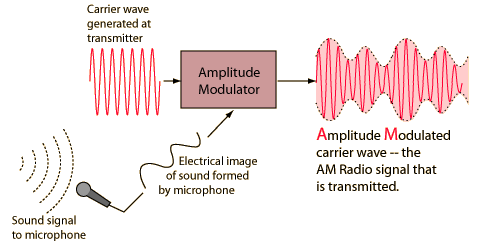 Carrier wave
generated at
transmitter
Amplitude
Modulator
Electrical image
of sound formed
by microphone
Sound signal
to microphone
Amplitude Modulated
carrier wave -- the
AM Radio signal that
is transmitted.